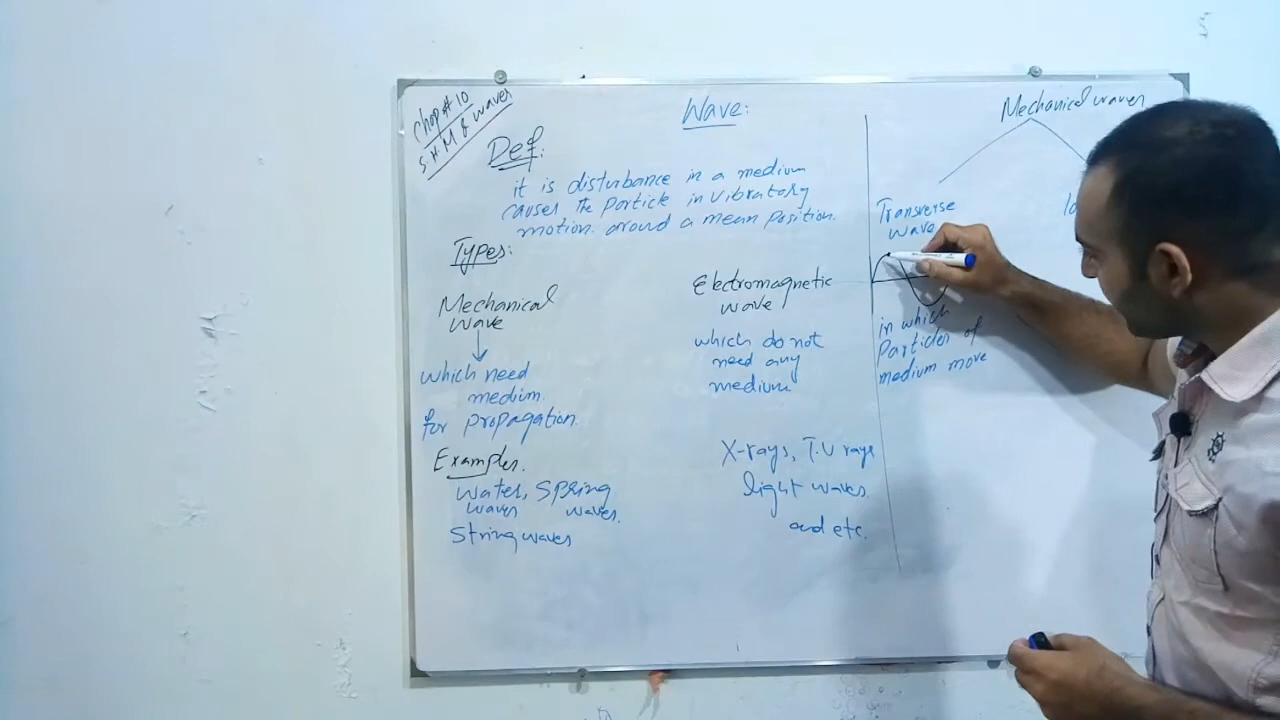 Chap# 10
S.H.M & waves
Wave:
Def:
it is disturbance in a medium
causes the particle in vibratory
motion. around a mean position.
Types:
Mechanical
wave
which need
medium.
for propagation.
Examples.
water, spring
waves waves.
String waves
Electromagnetic
wave
which do not
need any
medium.
X-rays, T.V rays
light waves.
and etc.
Mechanical waves
Transverse
wave
in which
Particles of
medium move